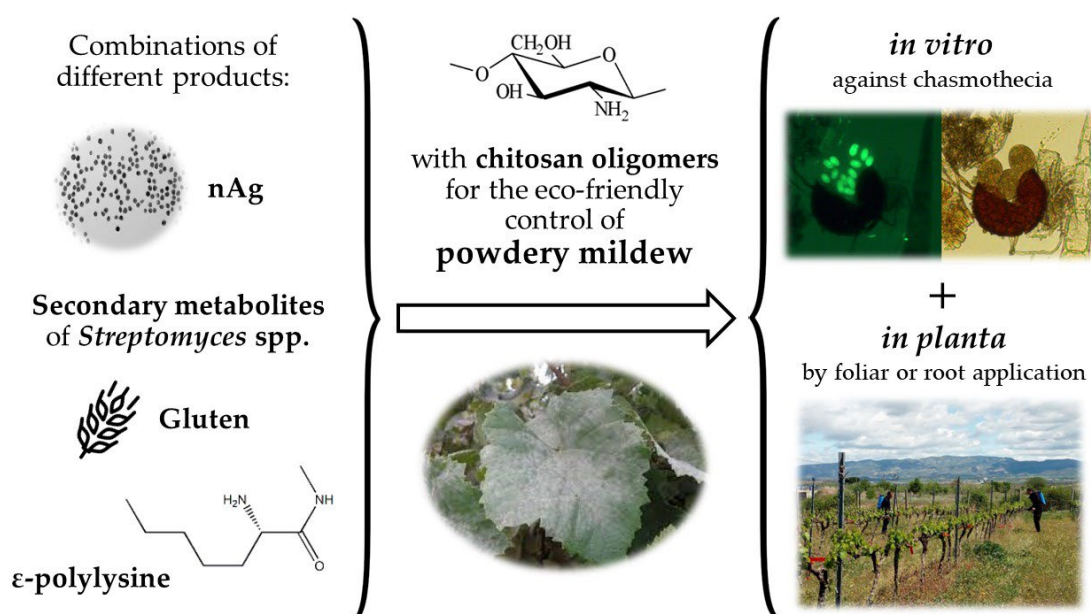 Combinations of
different products:
nAg
Secondary metabolites
of Streptomyces spp.
Gluten
H₂N
NH
O
ε-polylysine
CH₂OH
O
O
OH
NH₂
with chitosan oligomers
for the eco-friendly
control of
powdery mildew
in vitro
against chasmothecia
+
in planta
by foliar or root application